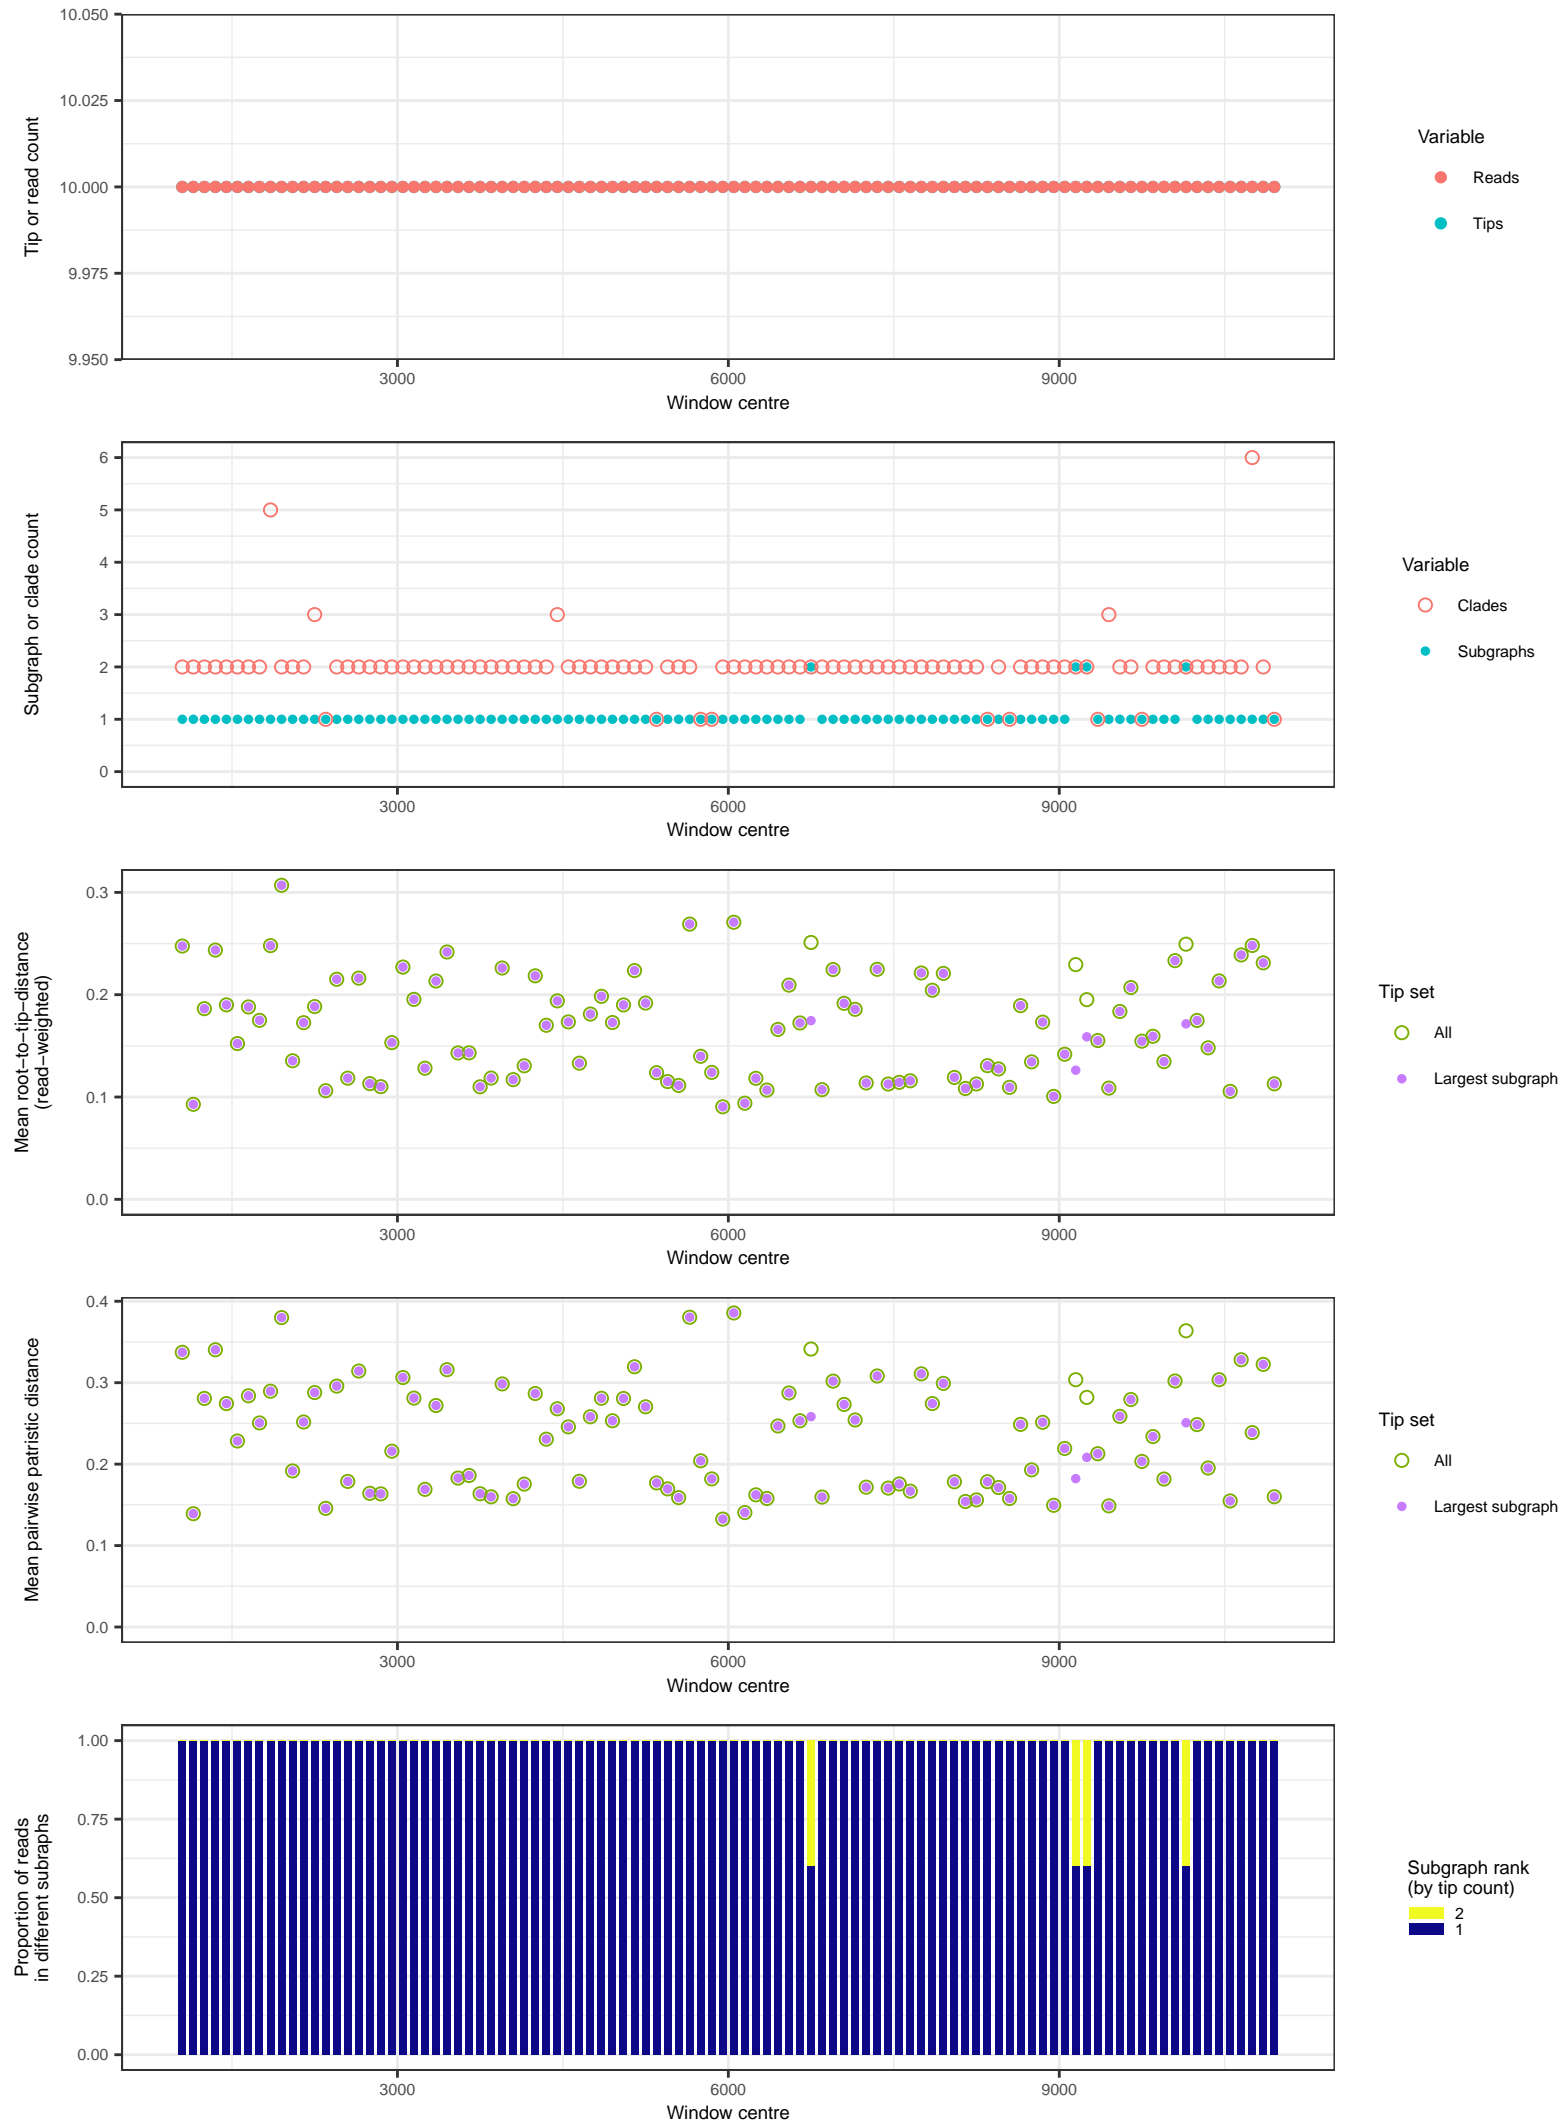 10.050
10.025
10.000
9.975
9.950
Tip or read count
3000
6000
9000
Window centre
Variable
Reads
Tips
6
5
4
3
2
1
0
Subgraph or clade count
3000
6000
9000
Window centre
Variable
Clades
Subgraphs
0.3
0.2
0.1
0.0
Mean root−to−tip−distance
(read−weighted)
3000
6000
9000
Window centre
Tip set
All
Largest subgraph
0.4
0.3
0.2
0.1
0.0
Mean pairwise patristic distance
3000
6000
9000
Window centre
Tip set
All
Largest subgraph
1.00
0.75
0.50
0.25
0.00
Proportion of reads
in different subraphs
3000
6000
9000
Window centre
Subgraph rank
(by tip count)
2
1